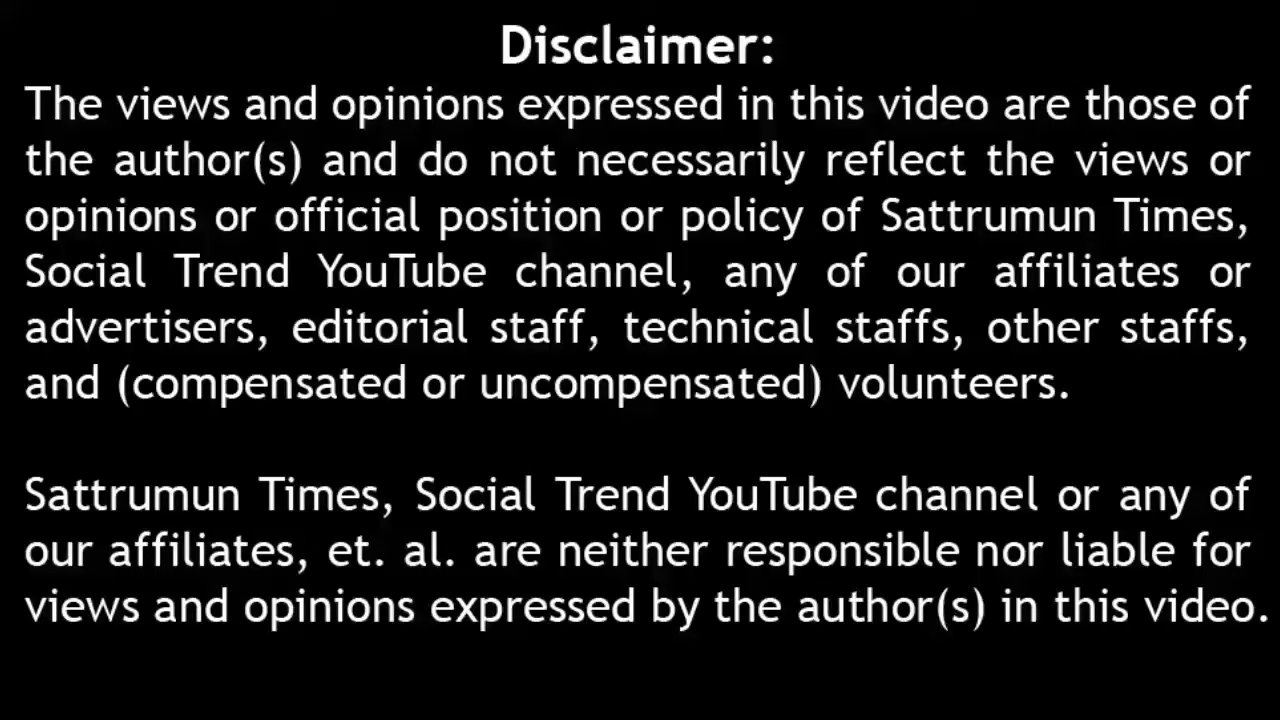 Disclaimer:
The views and opinions expressed in this video are those of
the author(s) and do not necessarily reflect the views or
opinions or official position or policy of Sattrumun Times,
Social Trend YouTube channel, any of our affiliates or
advertisers, editorial staff, technical staffs, other staffs,
and (compensated or uncompensated) volunteers.
Sattrumun Times, Social Trend YouTube channel or any of
our affiliates, et. al. are neither responsible nor liable for
views and opinions expressed by the author(s) in this video.